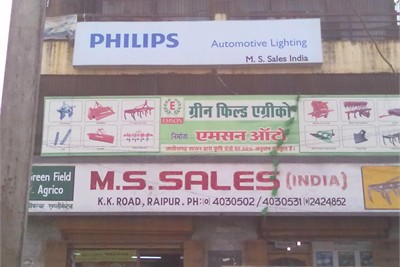 PHILIPS
Automotive Lighting
M. S. Sales India
E
EMSON
ग्रीन फिल्ड एग्रीको
निर्माता एमसन ऑटो
Green Field
Agrico
M.S. SALES (INDIA)
K.K. ROAD, RAIPUR. PH: 4030502 / 4030531 2424852